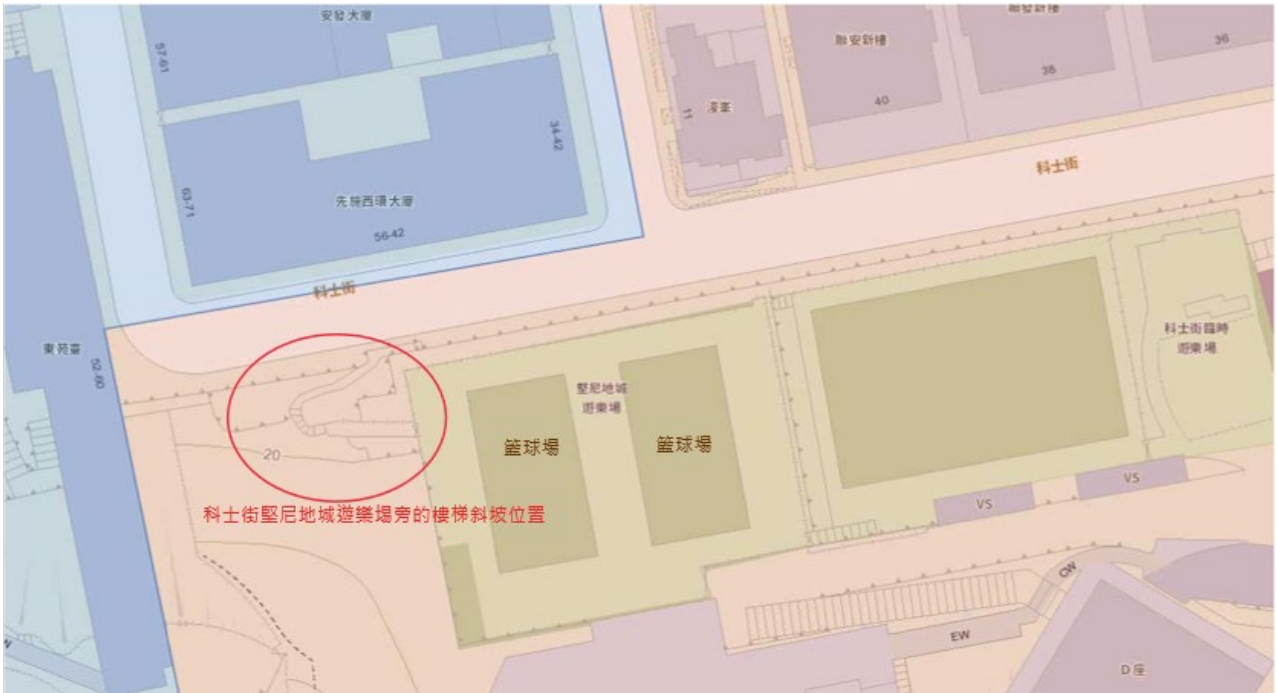 安發大廈
聯發新樓
57-61
聯安新樓
36
38
40
11
34-42
科士街
先施西環大廈
63-71
56-42
科士街
科士街臨時
遊樂場
東苑臺
52-60
堅尼地城
遊樂場
籃球場
籃球場
20
VS
VS
科士街堅尼地城遊樂場旁的樓梯斜坡位置
CW
EW
D座